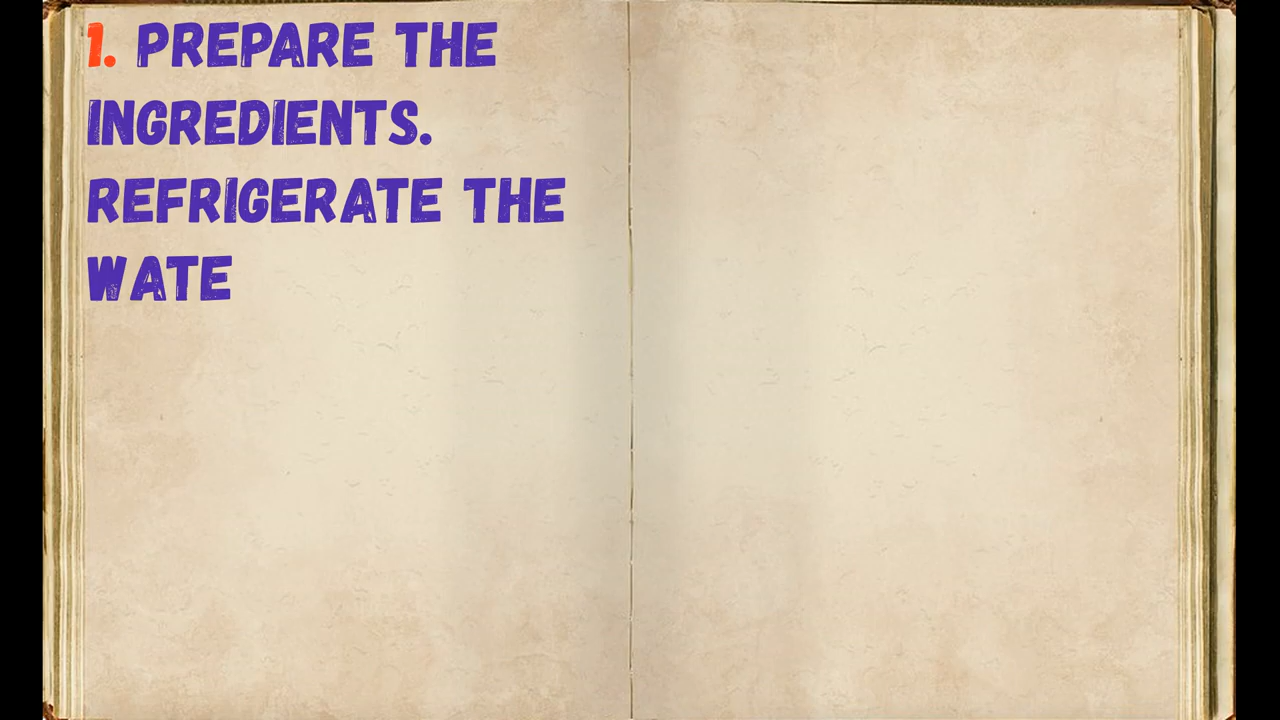 1. PREPARE THE
INGREDIENTS.
REFRIGERATE THE
WATE